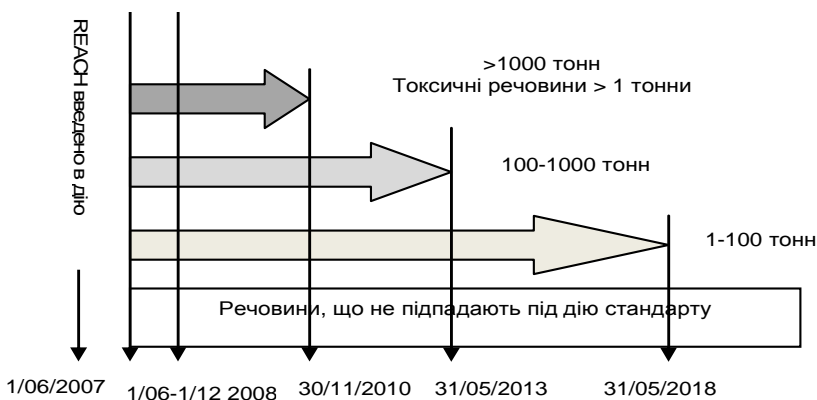 REACH введено в дію
>1000 тонн
Токсичні речовини > 1 тонни
100-1000 тонн
1-100 тонн
Речовини, що не підпадають під дію стандарту
1/06/2007
1/06-1/12 2008
30/11/2010
31/05/2013
31/05/2018